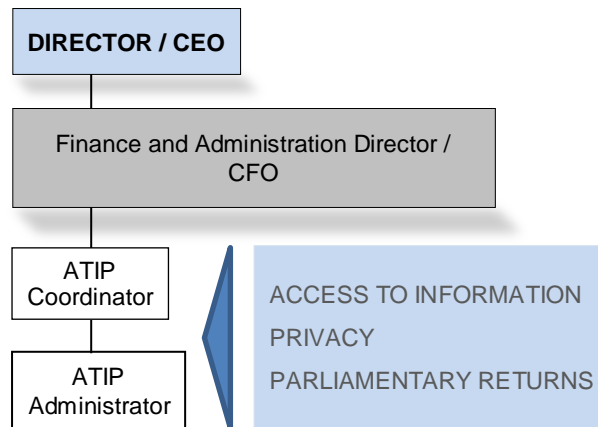 DIRECTOR / CEO
Finance and Administration Director /
CFO
ATIP
Coordinator
ATIP
Administrator
ACCESS TO INFORMATION
PRIVACY
PARLIAMENTARY RETURNS